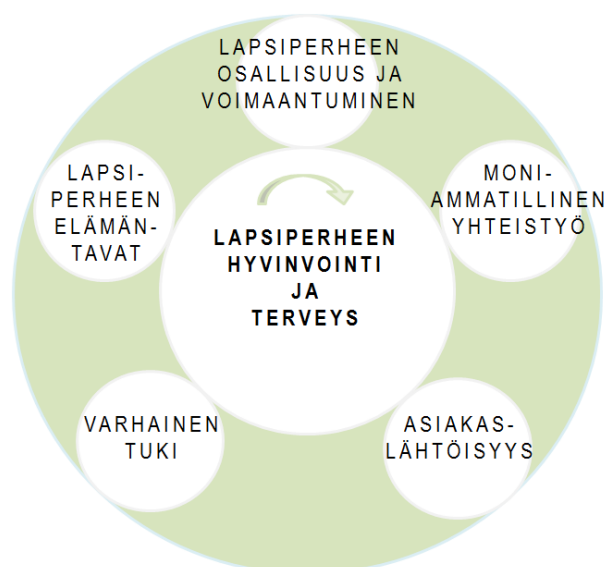 LAPSIPERHEEN
OSALLISUUS JA
VOIMAANTUMINEN
LAPSI-
PERHEEN
ELÄMÄN-
TAVAT
MONI-
AMMATILLINEN
YHTEISTYÖ
LAPSIPERHEEN
HYVINVOINTI
JA
TERVEYS
VARHAINEN
TUKI
ASIAKAS-
LÄHTÖISYYS